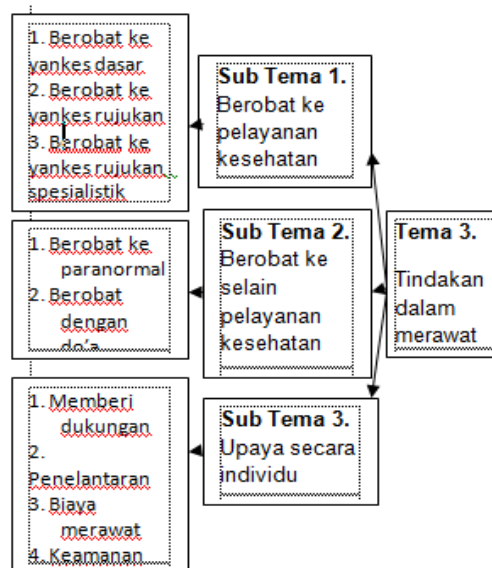 1. Berobat ke
yankes dasar
2. Berobat ke
yankes rujukan
3. Berobat ke
yankes rujukan
spesialistik
Sub Tema 1.
Berobat ke
pelayanan
kesehatan
1. Berobat ke
paranormal
2. Berobat
dengan
do'a
Sub Tema 2.
Berobat ke
selain
pelayanan
kesehatan
Tema 3.
Tindakan
dalam
merawat
1. Memberi
dukungan
2.
Penelantaran
3. Biaya
merawat
4. Keamanan
Sub Tema 3.
Upaya secara
individu